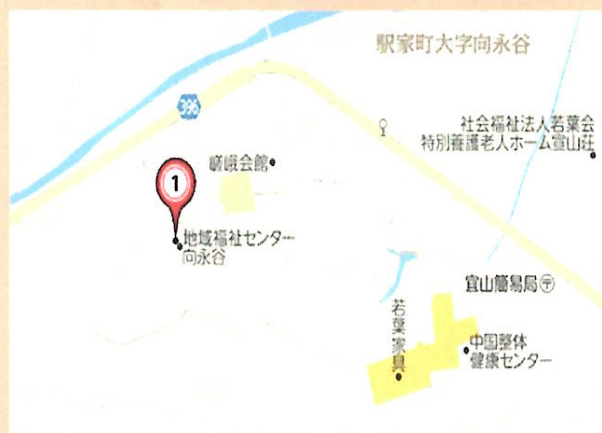 駅家町大字向永谷
396
社会福祉法人若葉会
特別養護老人ホーム宣山荘
嵯峨会館
1
地域福祉センター
向永谷
宜山簡易局
若葉家具
中国整体
健康センター